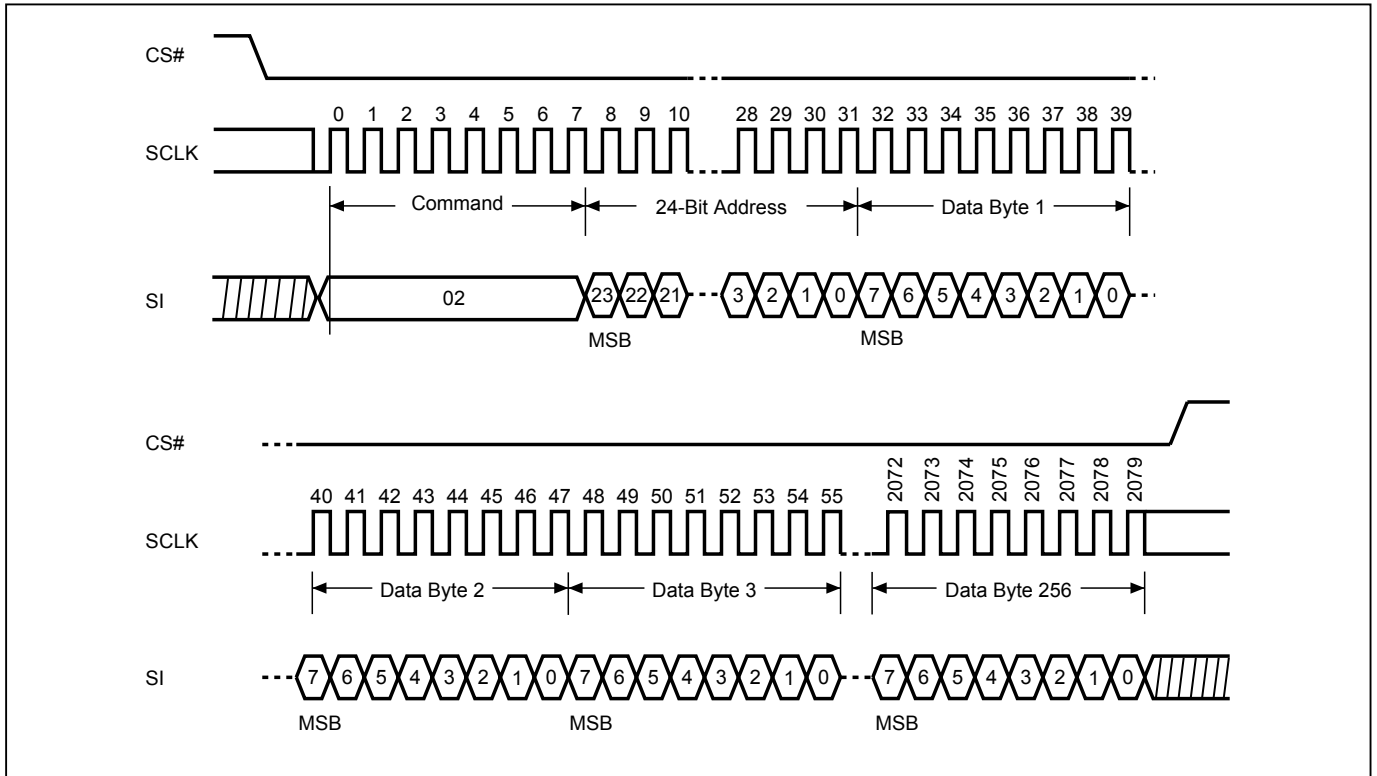 CS#
0 1 2 3 4 5 6 7 8 9 10 28 29 30 31 32 33 34 35 36 37 38 39
SCLK
Command 24-Bit Address Data Byte 1
SI 02 23 22 21 3 2 1 0 7 6 5 4 3 2 1 0
MSB MSB
CS#
2072 2073 2074 2075 2076 2077 2078 2079
40 41 42 43 44 45 46 47 48 49 50 51 52 53 54 55
SCLK
Data Byte 2 Data Byte 3 Data Byte 256
SI 7 6 5 4 3 2 1 0 7 6 5 4 3 2 1 0 7 6 5 4 3 2 1 0
MSB MSB MSB